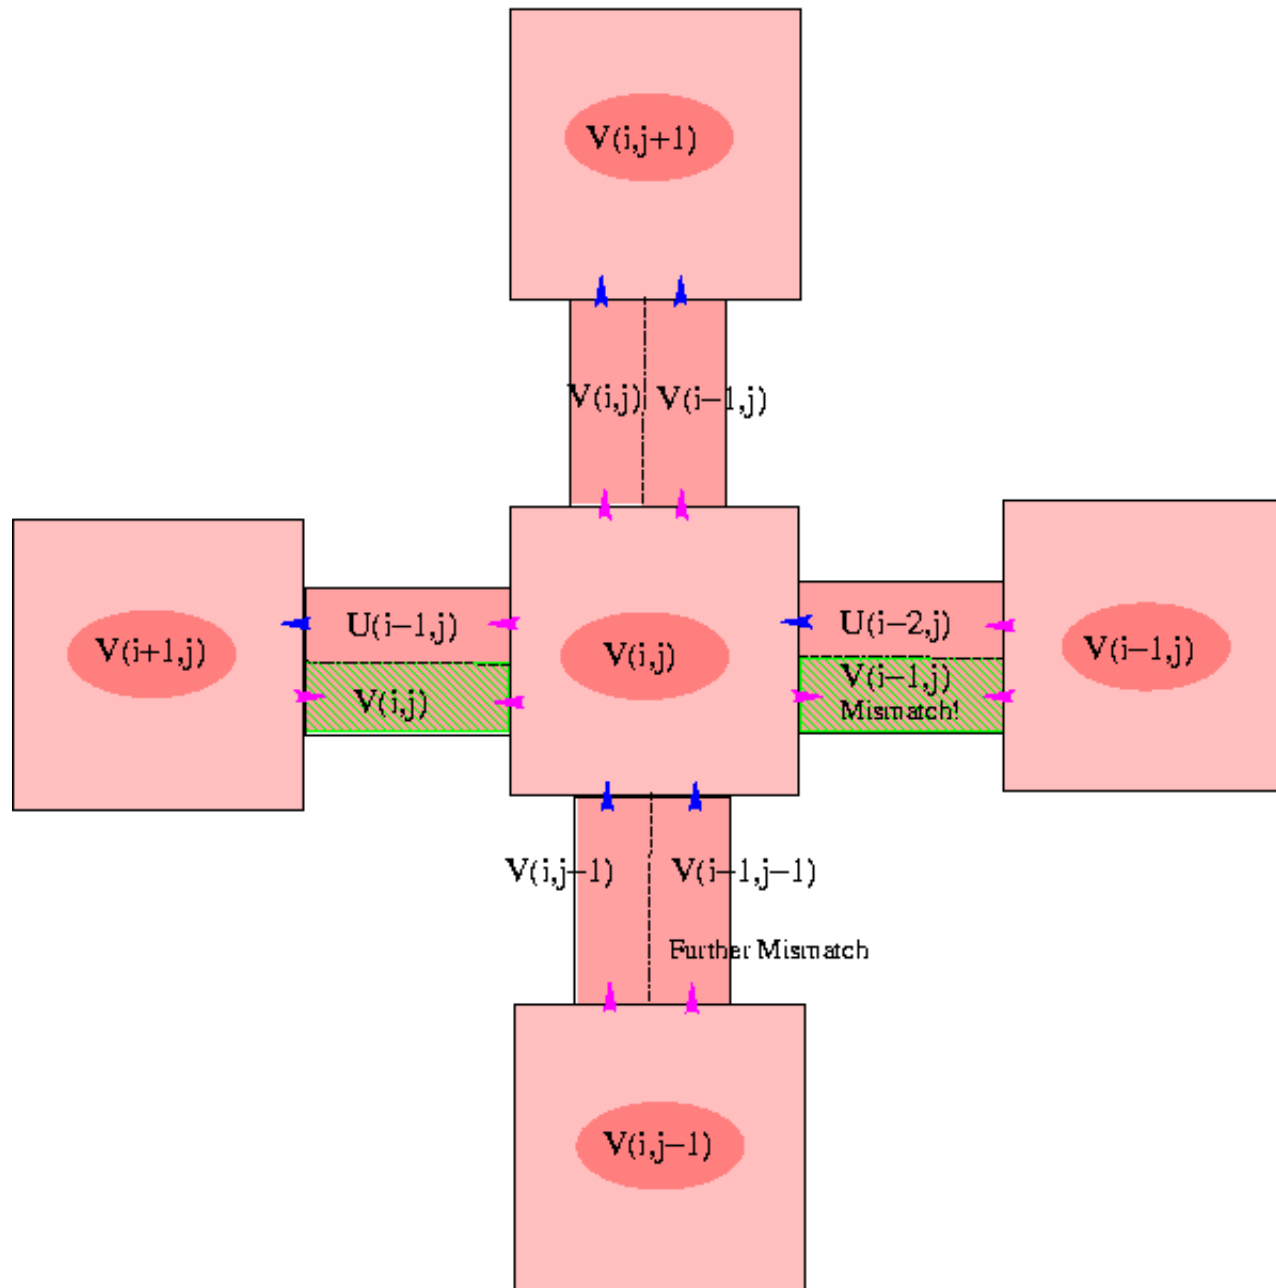 V(i,j+1)
V(i,j)
V(i−1,j)
U(i−1,j)
U(i−2,j)
V(i+1,j)
V(i,j)
V(i−1,j)
V(i−1,j)
V(i,j)
Mismatch!
V(i,j−1)
V(i−1,j−1)
Further Mismatch
V(i,j−1)